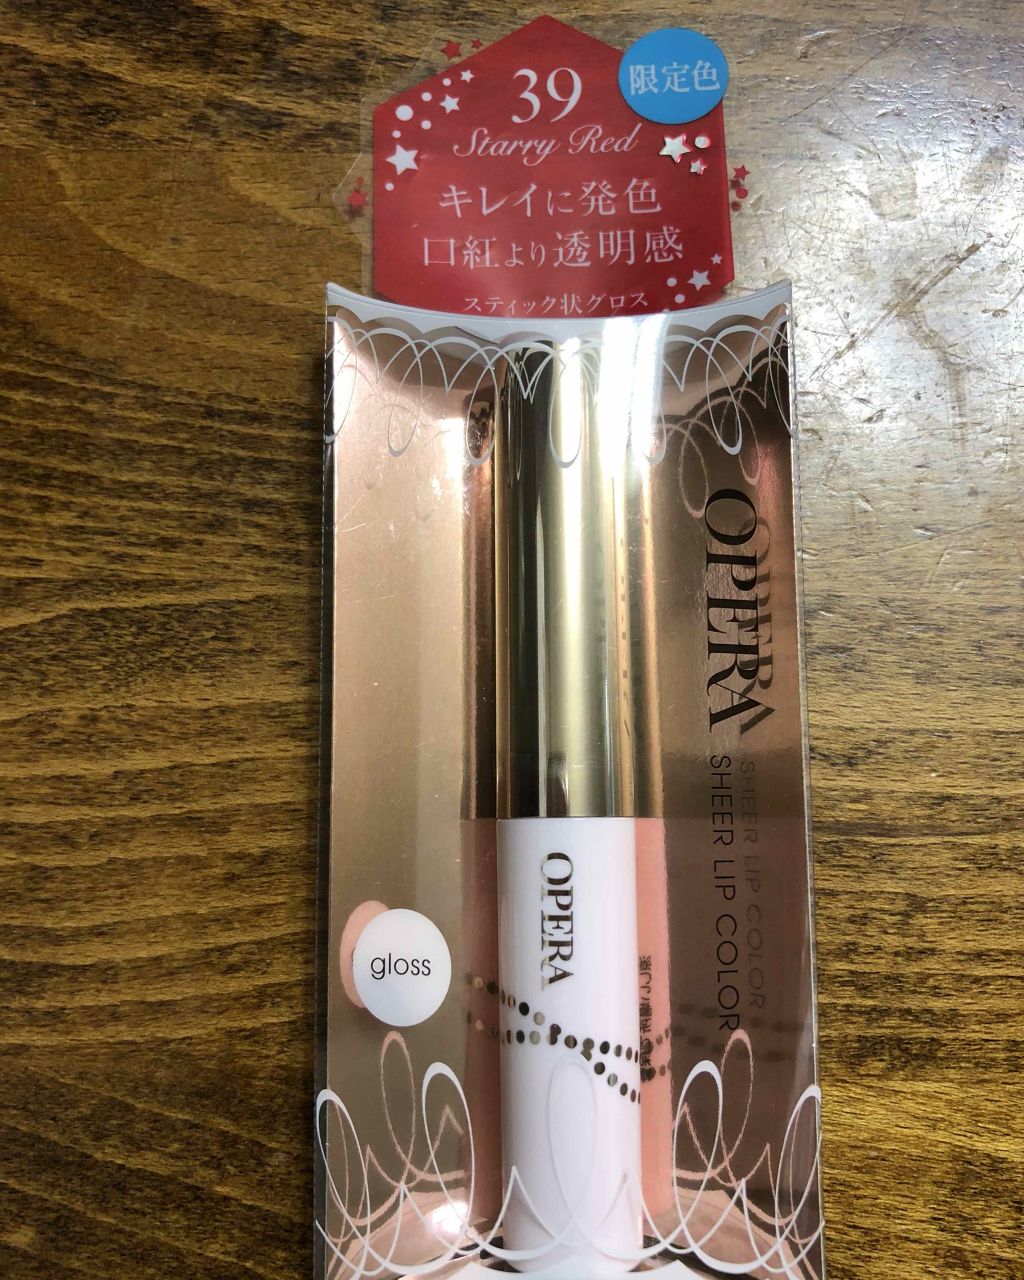 39
限定色
Starry Red
キレイに発色
口紅より透明感
スティック状グロス
OPERA
SHEER LIP COLOR
OPERA
gloss